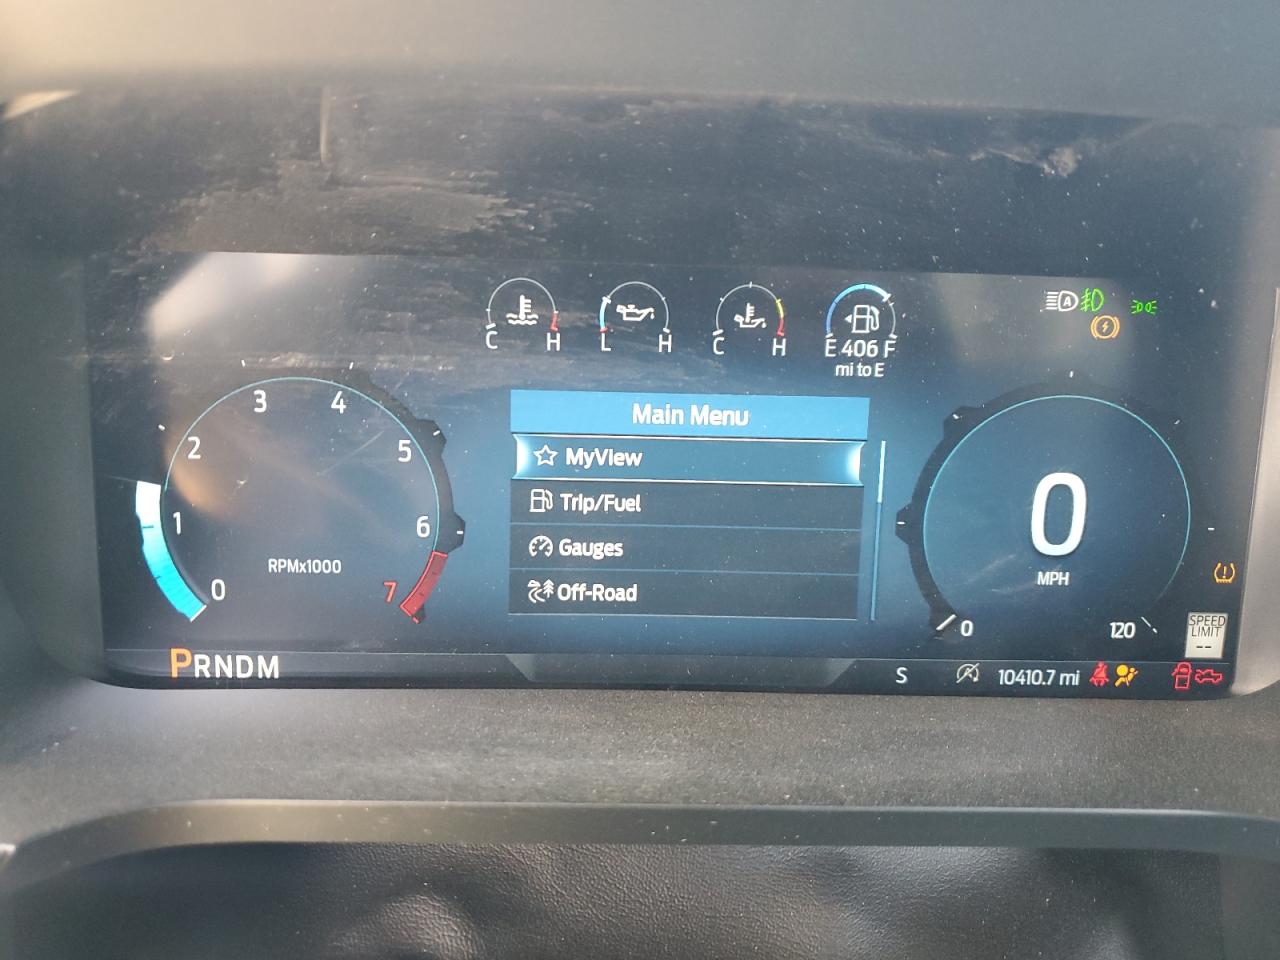 A
C H
L H
C H
E 406 F
mi to E
Main Menu
MyView
Trip/Fuel
Gauges
Off-Road
0
1
2
3
4
5
6
7
RPMx1000
0
MPH
0
120
SPEED
LIMIT
--
PRNDM
S
10410.7 mi